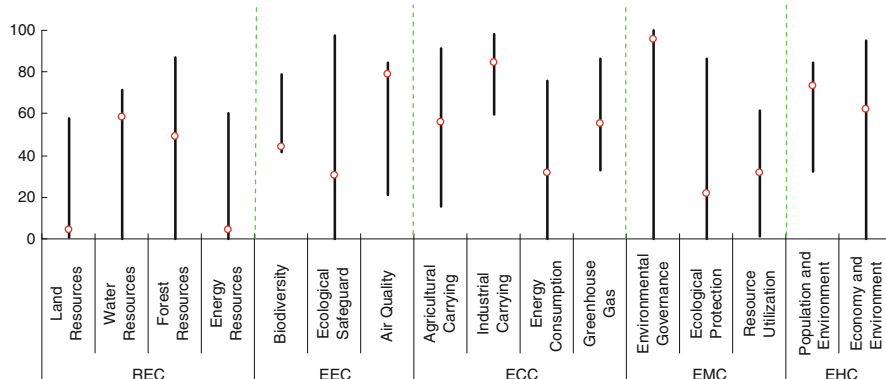 100
80
60
40
20
0
Land
Resources
Water
Resources
Forest
Resources
Energy
Resources
Biodiversity
Ecological
Safeguard
Air Quality
Agricultural
Carrying
Industrial
Carrying
Energy
Consumption
Greenhouse
Gas
Environmental
Governance
Ecological
Protection
Resource
Utilization
Population and
Environment
Economy and
Environment
REC
EEC
ECC
EMC
EHC